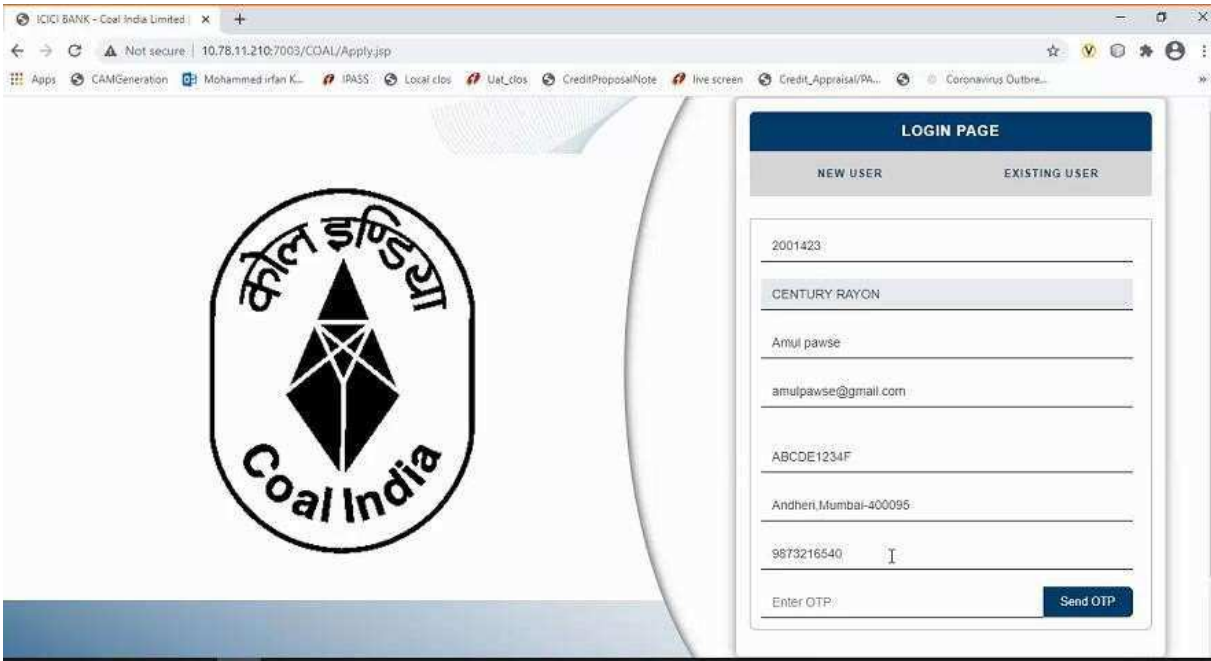 ICICI BANK - Coal India Limited
Not secure | 10.78.11.210:7003/COAL/Apply.jsp
Apps CAMGeneration Mohammed irfan K... IPASS Local clos Uat_clos CreditProposalNote live screen Credit_Appraisal/PA... Coronavirus Outbre...
कोल इण्डिया
Coal India
LOGIN PAGE
NEW USER EXISTING USER
2001423
CENTURY RAYON
Amul pawse
amulpawse@gmail.com
ABCDE1234F
Andheri,Mumbai-400095
9873216540
Enter OTP Send OTP